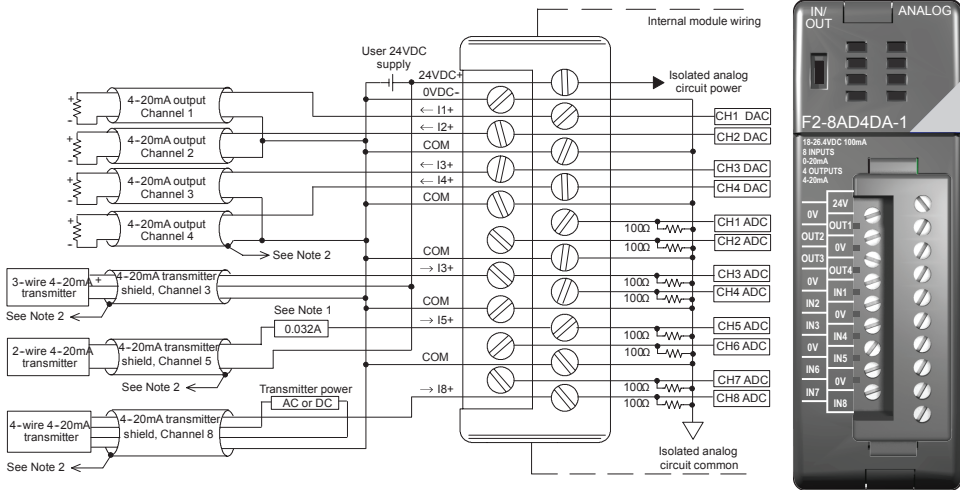 Internal module wiring
User 24VDC
supply
24VDC+
0VDC-
Isolated analog
circuit power
4-20mA output
Channel 1
+
-
← I1+
CH1 DAC
4-20mA output
Channel 2
+
-
← I2+
CH2 DAC
COM
4-20mA output
Channel 3
+
-
← I3+
CH3 DAC
← I4+
CH4 DAC
COM
4-20mA output
Channel 4
+
-
See Note 2
100Ω
CH1 ADC
100Ω
CH2 ADC
COM
3-wire 4-20mA +
transmitter
4-20mA transmitter
shield, Channel 3
→ I3+
100Ω
CH3 ADC
100Ω
CH4 ADC
See Note 2
COM
See Note 1
0.032A
→ I5+
100Ω
CH5 ADC
2-wire 4-20mA
transmitter
4-20mA transmitter
shield, Channel 5
100Ω
CH6 ADC
COM
See Note 2
Transmitter power
AC or DC
→ I8+
100Ω
CH7 ADC
100Ω
CH8 ADC
4-wire 4-20mA
transmitter
4-20mA transmitter
shield, Channel 8
See Note 2
Isolated analog
circuit common
IN/
OUT
ANALOG
F2-8AD4DA-1
18-26.4VDC 100mA
8 INPUTS
0-20mA
4 OUTPUTS
4-20mA
24V
0V
OUT1
OUT2
0V
OUT3
OUT4
0V
IN1
IN2
0V
IN3
IN4
0V
IN5
IN6
0V
IN7
IN8